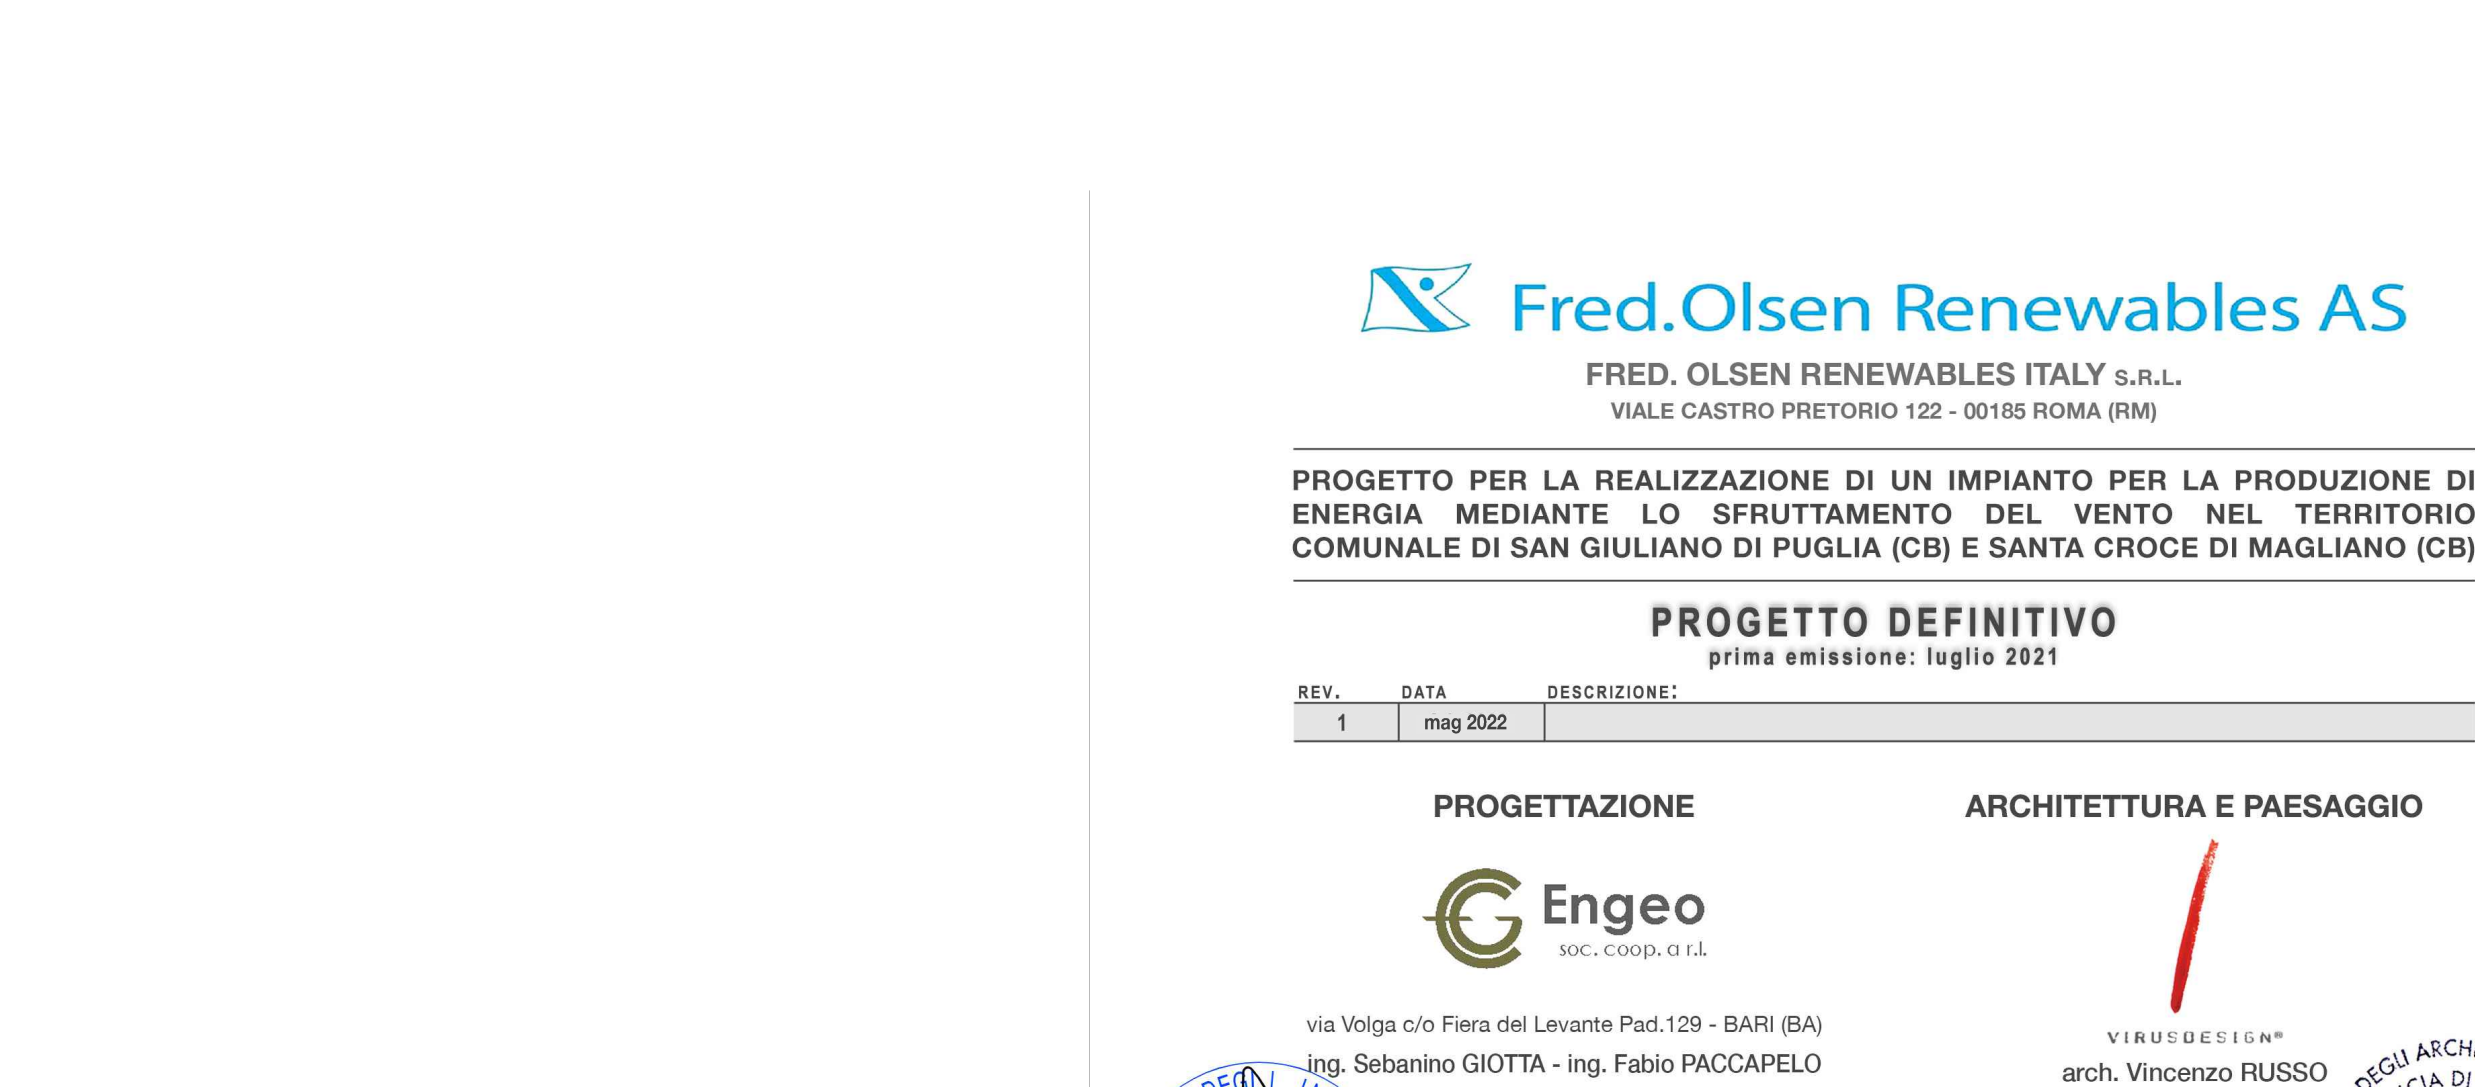 Fred.Olsen Renewables AS
FRED. OLSEN RENEWABLES ITALY S.R.L.
VIALE CASTRO PRETORIO 122 - 00185 ROMA (RM)
PROGETTO PER LA REALIZZAZIONE DI UN IMPIANTO PER LA PRODUZIONE DI
ENERGIA MEDIANTE LO SFRUTTAMENTO DEL VENTO NEL TERRITORIO
COMUNALE DI SAN GIULIANO DI PUGLIA (CB) E SANTA CROCE DI MAGLIANO (CB)
PROGETTO DEFINITIVO
prima emissione: luglio 2021
REV. DATA DESCRIZIONE:
1 mag 2022
PROGETTAZIONE
Engeo
soc. coop. a r.l.
via Volga c/o Fiera del Levante Pad.129 - BARI (BA)
ing. Sebanino GIOTTA - ing. Fabio PACCAPELO
ARCHITETTURA E PAESAGGIO
VIRUSDESIGN®
arch. Vincenzo RUSSO
DEGLI ARCH